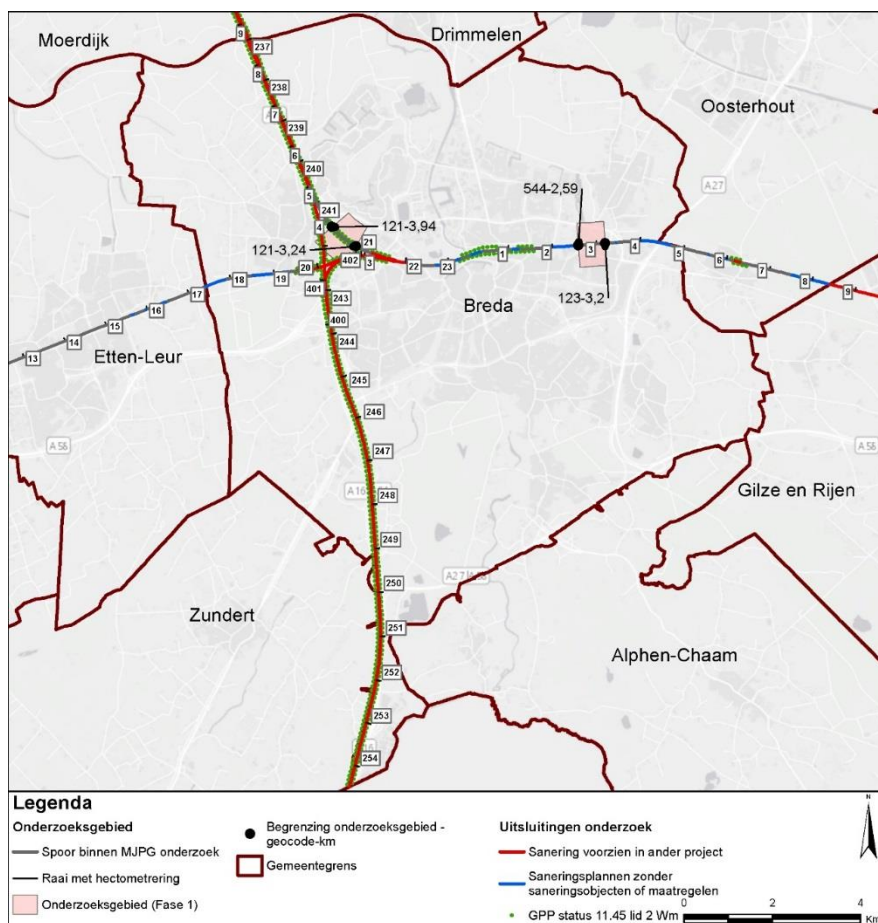 Moerdijk
Drimmelen
Oosterhout
9
237
8
238
7
239
6
240
5
241
4
A27
544-2,59
121-3,94
121-3,24
21
402
3
20
19
18
17
16
15
14
13
401
22
23
1
2
3
4
5
6
7
8
9
123-3,2
Breda
Etten-Leur
243
400
244
245
246
247
248
249
250
251
252
253
254
A58
A58
Gilze en Rijen
Zundert
Alphen-Chaam
Legenda
Onderzoeksgebied
Spoor binnen MJPG onderzoek
Raai met hectometrering
Onderzoeksgebied (Fase 1)
Begrenzing onderzoeksgebied -
geocode-km
Gemeentegrens
Uitsluitingen onderzoek
Sanering voorzien in ander project
Saneringsplannen zonder
saneringsobjecten of maatregelen
GPP status 11.45 lid 2 Wm
N
0
2
4
Km